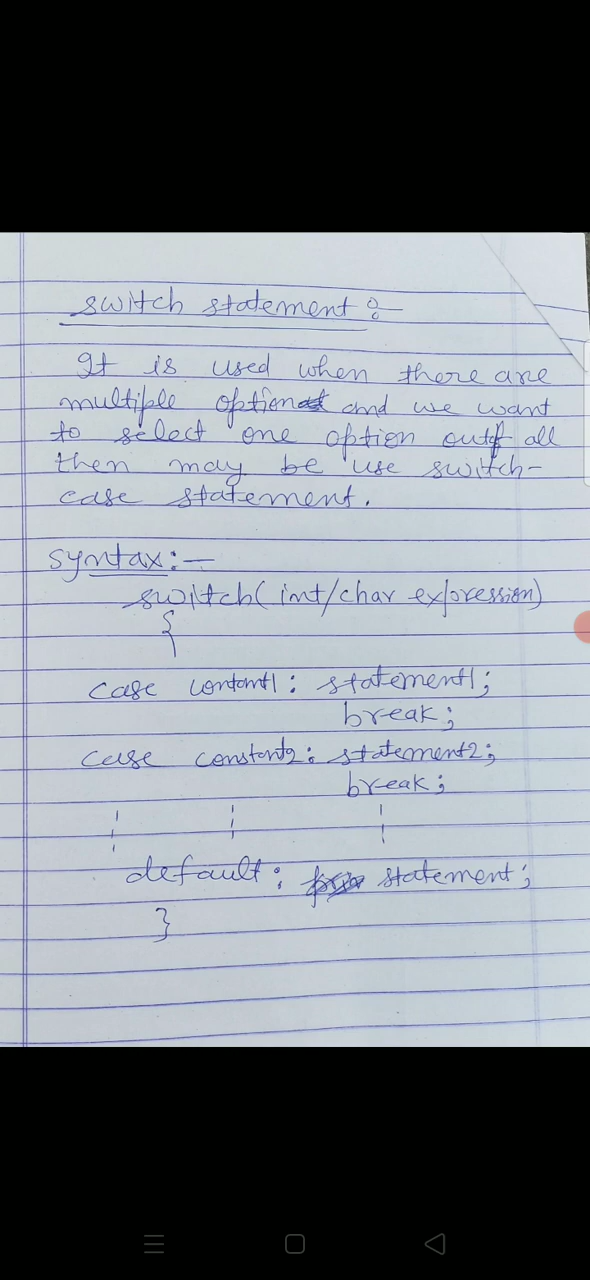 switch statement :-
It is used when there are
multiple option and we want
to select one option out of all
then may be use switch-
case statement.
syntax :-
switch( int/char expression)
{
case contant1 : statement1;
break;
case constant2 : statement2;
break;
default : statement;
}